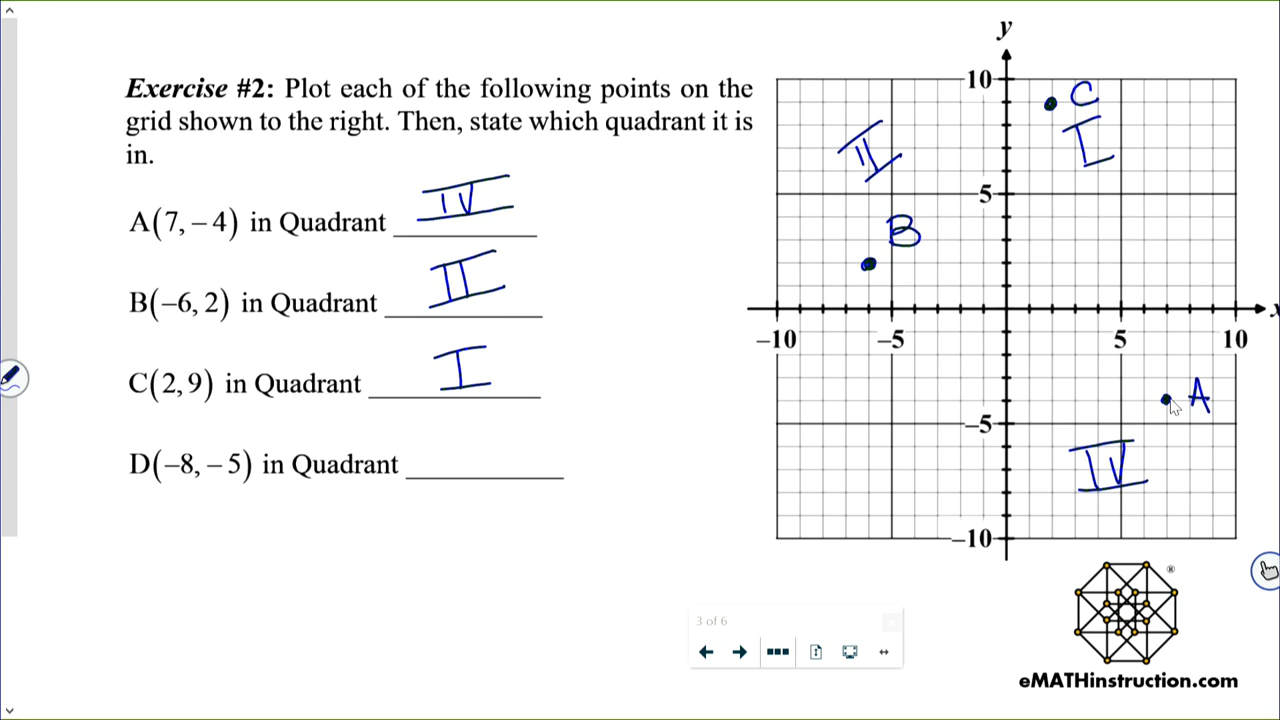 Exercise #2: Plot each of the following points on the
grid shown to the right. Then, state which quadrant it is
in.
A(7, –4) in Quadrant IV
B(–6, 2) in Quadrant II
C(2, 9) in Quadrant I
D(–8, –5) in Quadrant
y
10
C
II
I
5
B
x
–10
–5
5
10
A
–5
IV
–10
®
3 of 6
eMATHinstruction.com